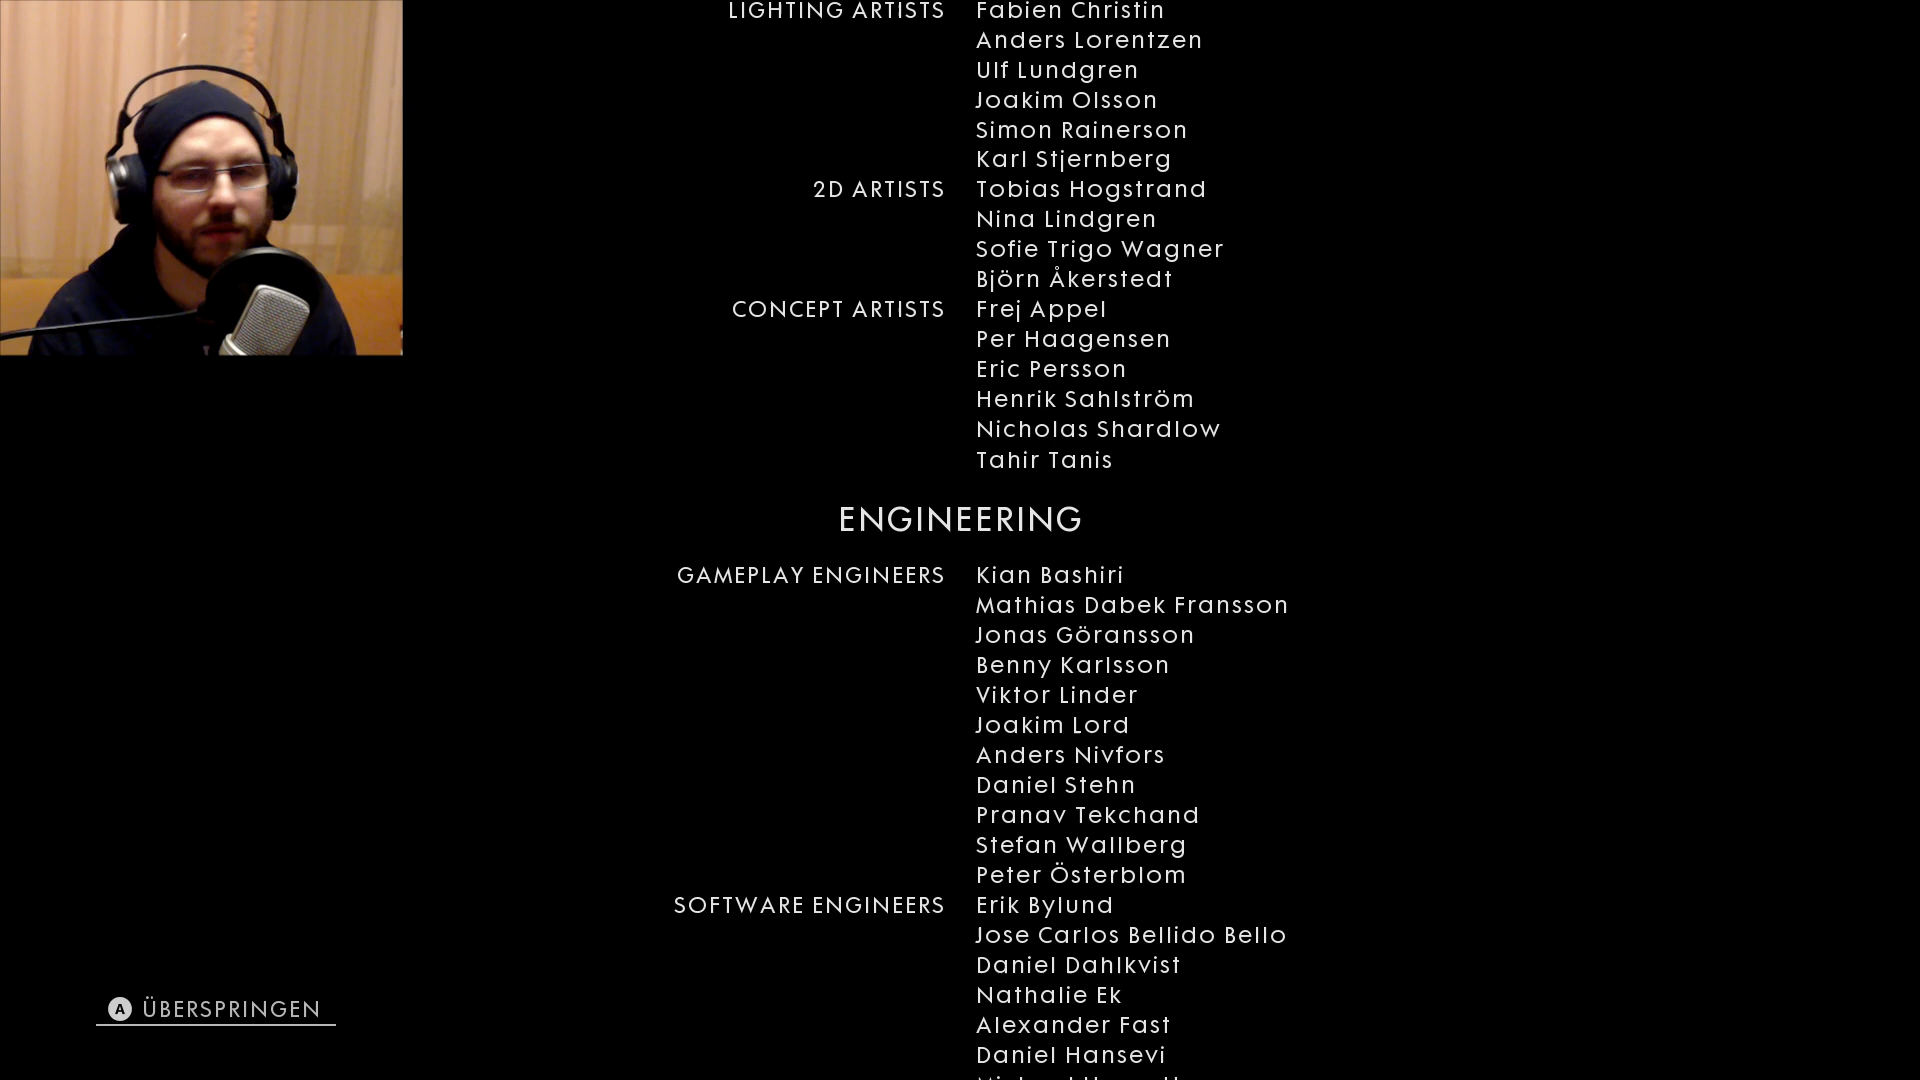 LIGHTING ARTISTS Fabien Christin
Anders Lorentzen
Ulf Lundgren
Joakim Olsson
Simon Rainerson
Karl Stjernberg
2D ARTISTS Tobias Hogstrand
Nina Lindgren
Sofie Trigo Wagner
Björn Åkerstedt
CONCEPT ARTISTS Frej Appel
Per Haagensen
Eric Persson
Henrik Sahlström
Nicholas Shardlow
Tahir Tanis
ENGINEERING
GAMEPLAY ENGINEERS Kian Bashiri
Mathias Dabek Fransson
Jonas Göransson
Benny Karlsson
Viktor Linder
Joakim Lord
Anders Nivfors
Daniel Stehn
Pranav Tekchand
Stefan Wallberg
Peter Österblom
SOFTWARE ENGINEERS Erik Bylund
Jose Carlos Bellido Bello
Daniel Dahlkvist
Nathalie Ek
Alexander Fast
Daniel Hansevi
A ÜBERSPRINGEN